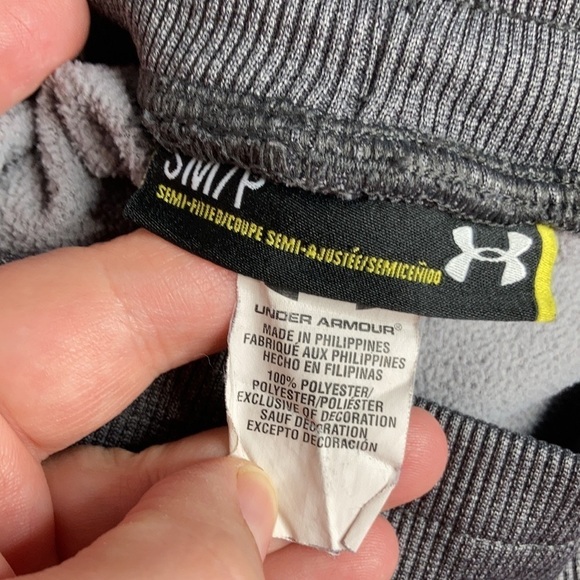 SM/P
SEMI-FITTED/COUPE SEMI-AJUSTÉE/SEMICEÑIDO
UNDER ARMOUR®
MADE IN PHILIPPINES
FABRIQUÉ AUX PHILIPPINES
HECHO EN FILIPINAS
100% POLYESTER/
POLYESTER/POLIÉSTER
EXCLUSIVE OF DECORATION
SAUF DÉCORATION
EXCEPTO DECORACIÓN